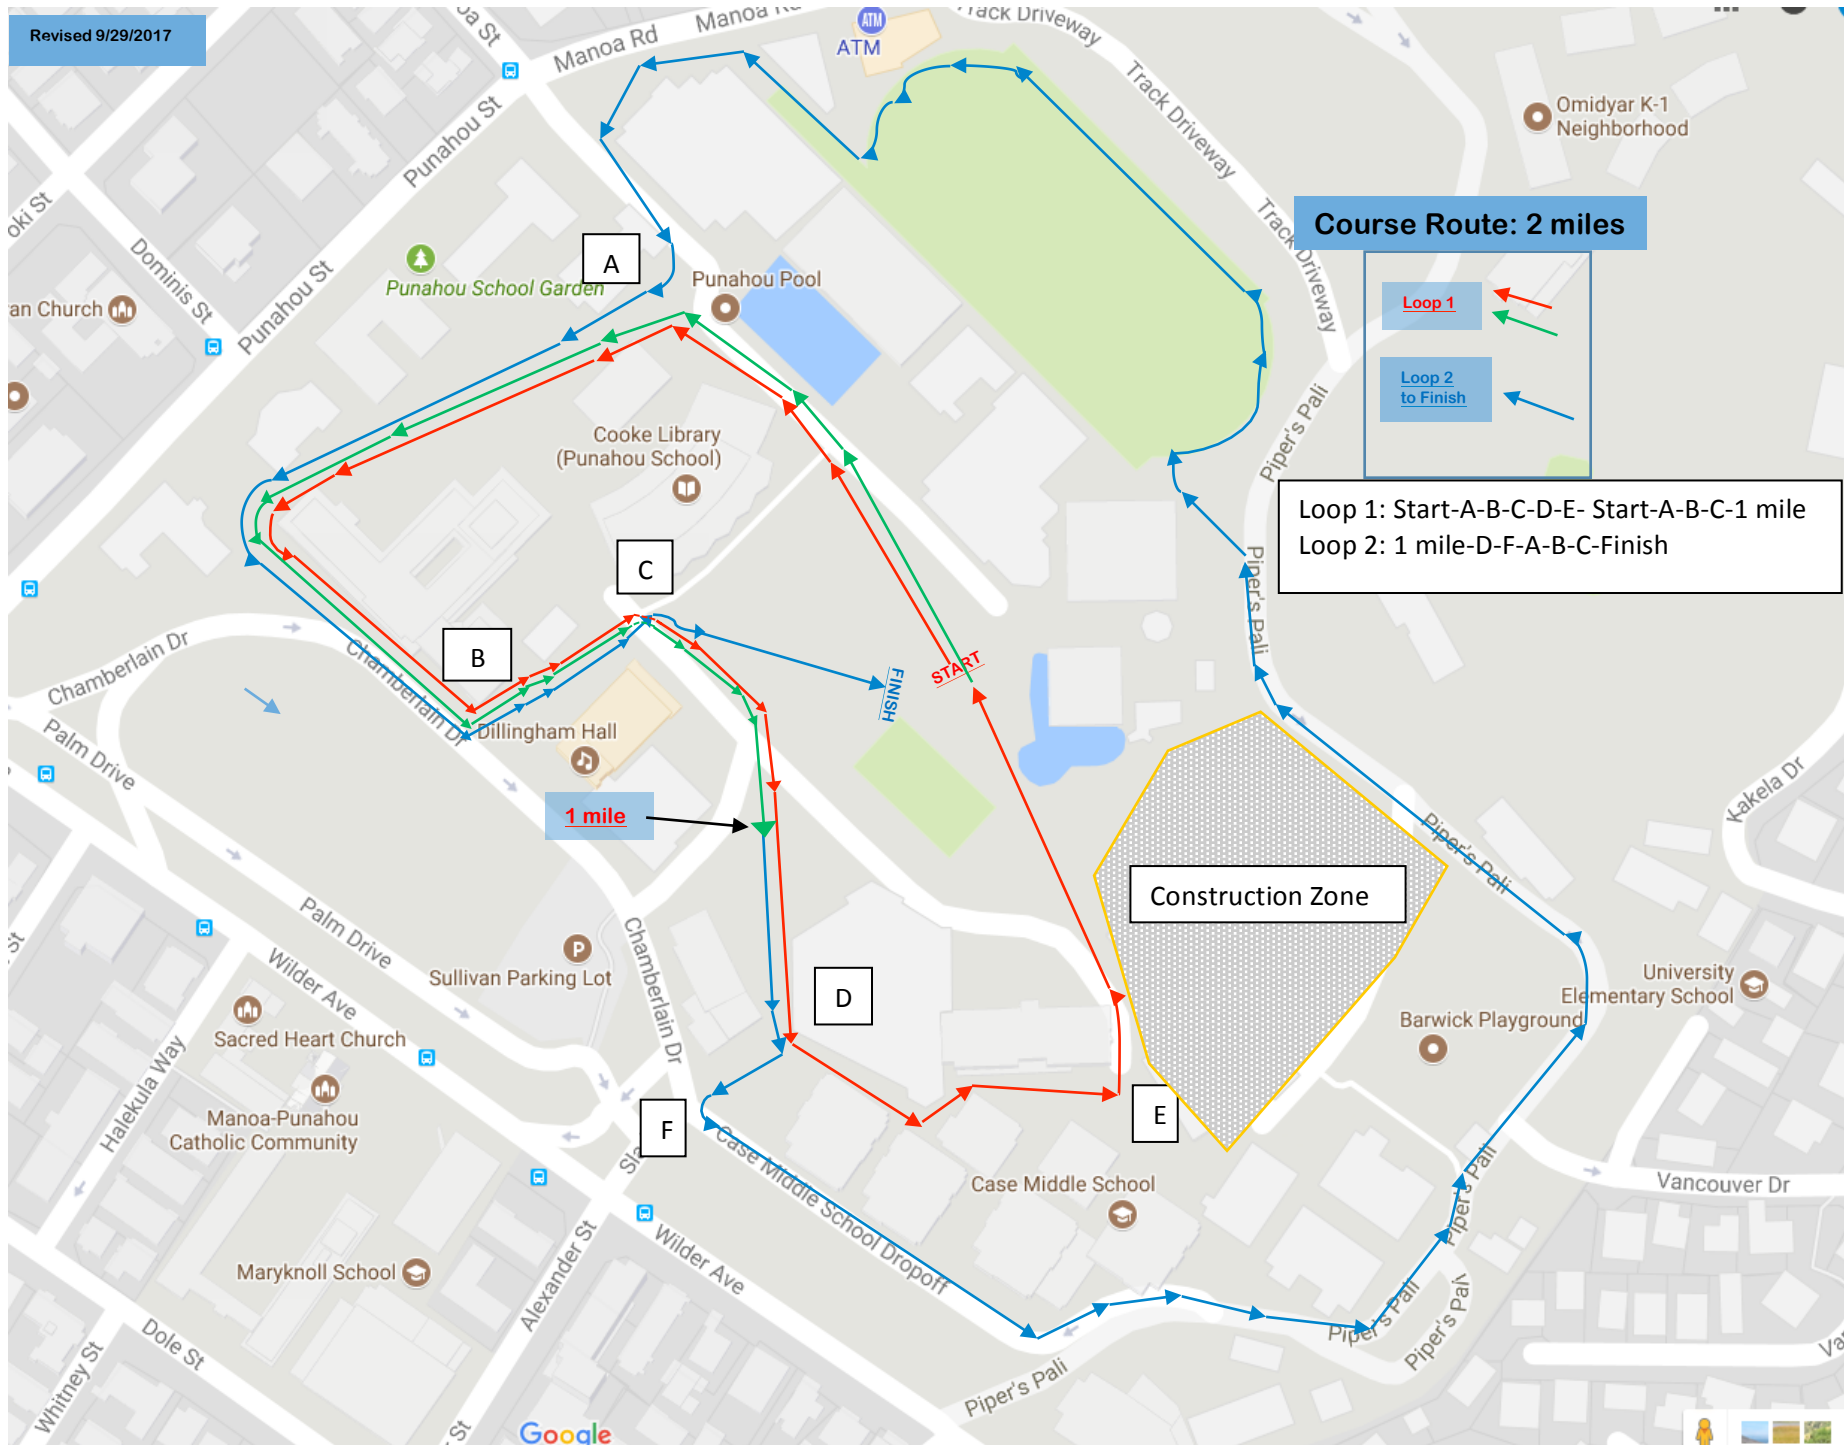 Revised 9/29/2017
Manoa Rd
ATM
ATM
Track Driveway
Track Driveway
Track Driveway
Omidyar K-1
Neighborhood
Punahou St
Dominis St
Punahou St
Punahou School Garden
A
Punahou Pool
Course Route: 2 miles
Loop 1
Loop 2
to Finish
Loop 1: Start-A-B-C-D-E- Start-A-B-C-1 mile
Loop 2: 1 mile-D-F-A-B-C-Finish
Cooke Library
(Punahou School)
Piper's Pali
Piper's Pali
C
B
START
FINISH
Chamberlain Dr
Chamberlain Dr
Palm Drive
Dillingham Hall
1 mile
Kakela Dr
Piper's Pali
Construction Zone
Palm Drive
Wilder Ave
P
Sullivan Parking Lot
Chamberlain Dr
D
University
Elementary School
Barwick Playground
Sacred Heart Church
Halekula Way
Manoa-Punahou
Catholic Community
F
E
Case Middle School Dropoff
Case Middle School
Piper's Pali
Vancouver Dr
Maryknoll School
Alexander St
Wilder Ave
Piper's Pali
Piper's Pali
Piper's Pali
Dole St
Whitney St
Google